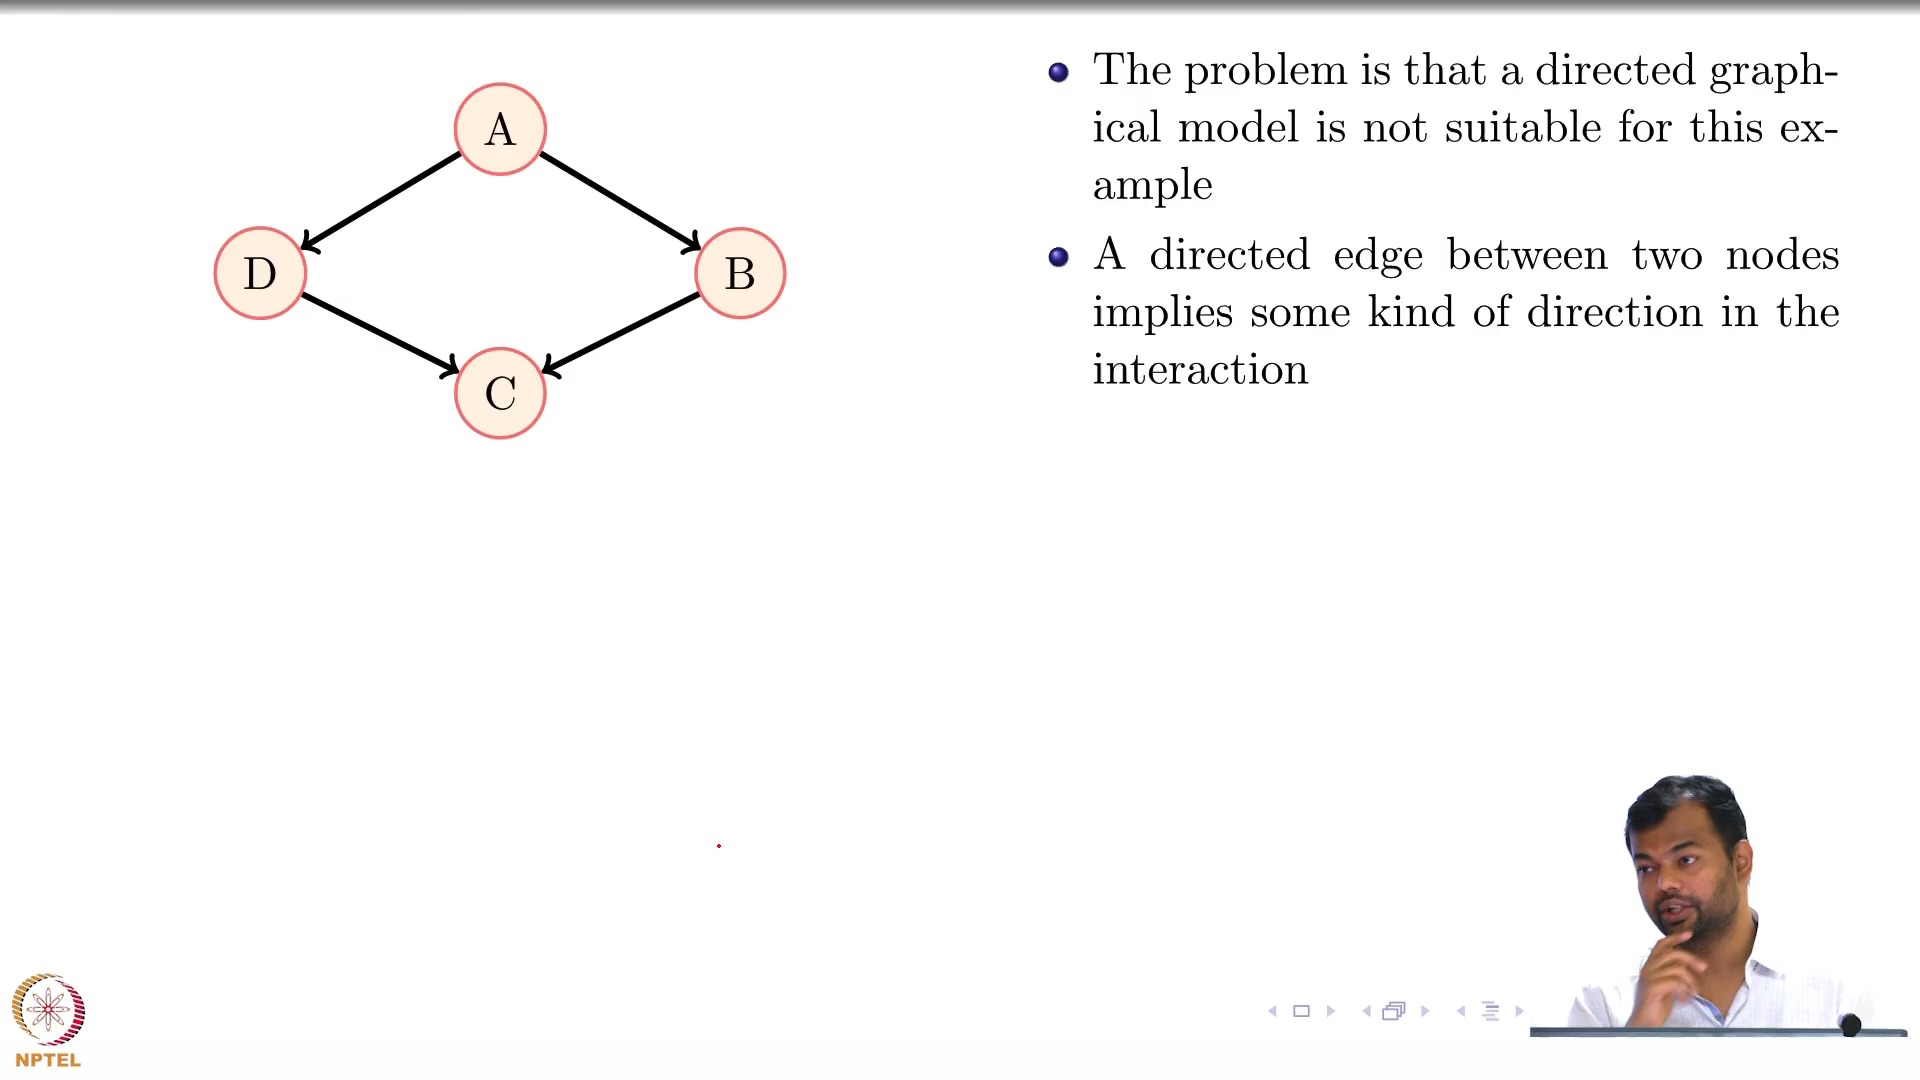 A
D
B
C
The problem is that a directed graph-
ical model is not suitable for this ex-
ample
A directed edge between two nodes
implies some kind of direction in the
interaction
NPTEL